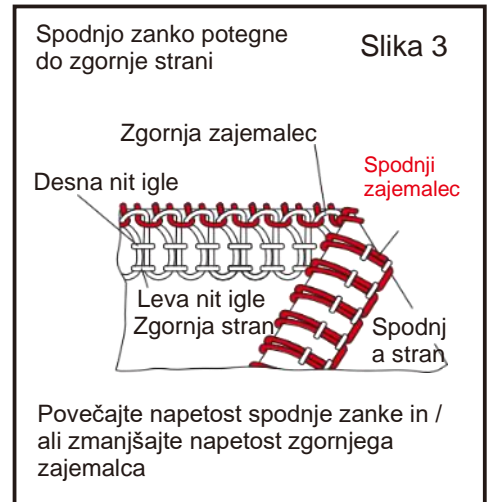 Spodnjo zanko potegne
do zgornje strani
Slika 3
Zgornja zajemalec
Spodnji
zajemalec
Desna nit igle
Leva nit igle
Zgornja stran
Spodnj
a stran
Povečajte napetost spodnje zanke in /
ali zmanjšajte napetost zgornjega
zajemalca